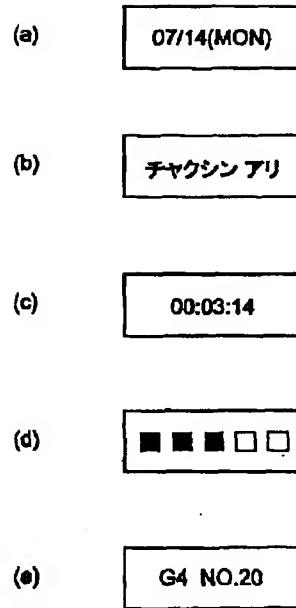 (a) 07/14(MON)
(b) チャクシン アリ
(c) 00:03:14
(d) ■ ■ ■ □ □
(e) G4 NO.20